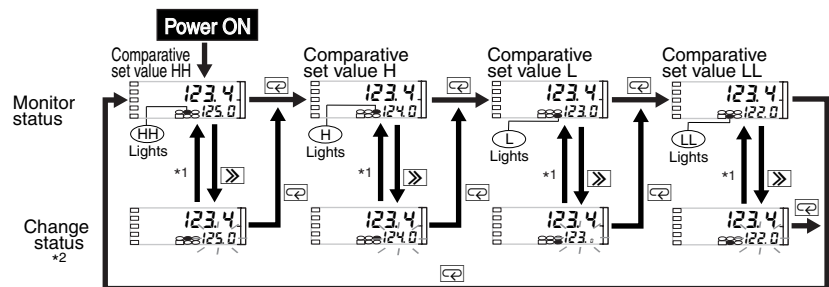 Power ON
Comparative
set value HH
Comparative
set value H
Comparative
set value L
Comparative
set value LL
Monitor
status
123.4
125.0
123.4
124.0
123.4
123.0
123.4
122.0
HH
Lights
H
Lights
L
Lights
LL
Lights
*1
*1
*1
*1
Change
status
*2
123.4
125.0
123.4
124.0
123.4
123.0
123.4
122.0